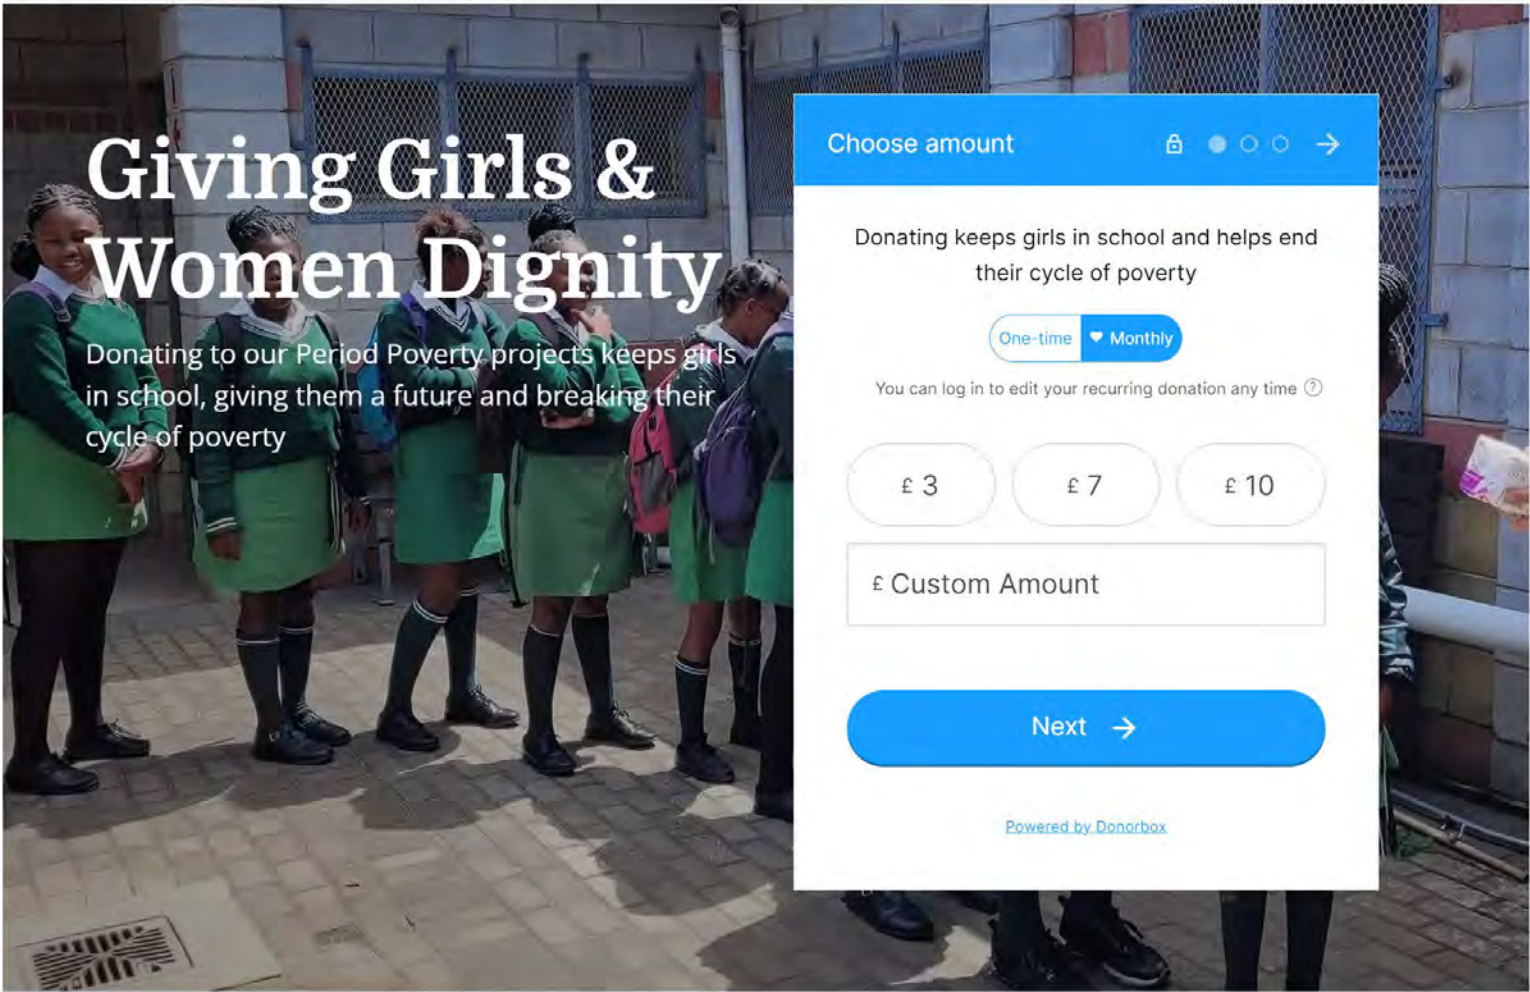 Giving Girls &
Women Dignity
Donating to our Period Poverty projects keeps girls
in school, giving them a future and breaking their
cycle of poverty
Choose amount
Donating keeps girls in school and helps end
their cycle of poverty
One-time Monthly
You can log in to edit your recurring donation any time ?
£ 3 £ 7 £ 10
£ Custom Amount
Next
Powered by Donorbox